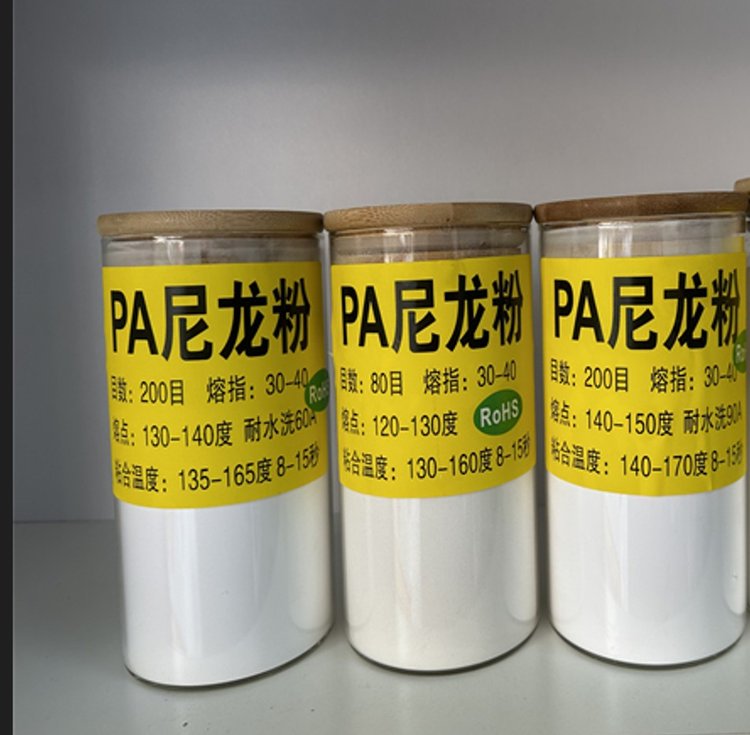 PA尼龙粉
目数：200目 熔指：30-40
熔点：130-140度 耐水洗60A
粘合温度：135-165度 8-15秒
RoHS
PA尼龙粉
目数：80目 熔指：30-40
熔点：120-130度
粘合温度：130-160度 8-15秒
RoHS
PA尼龙粉
目数：200目 熔指：30-40
熔点：140-150度 耐水洗90A
粘合温度：140-170度 8-15秒